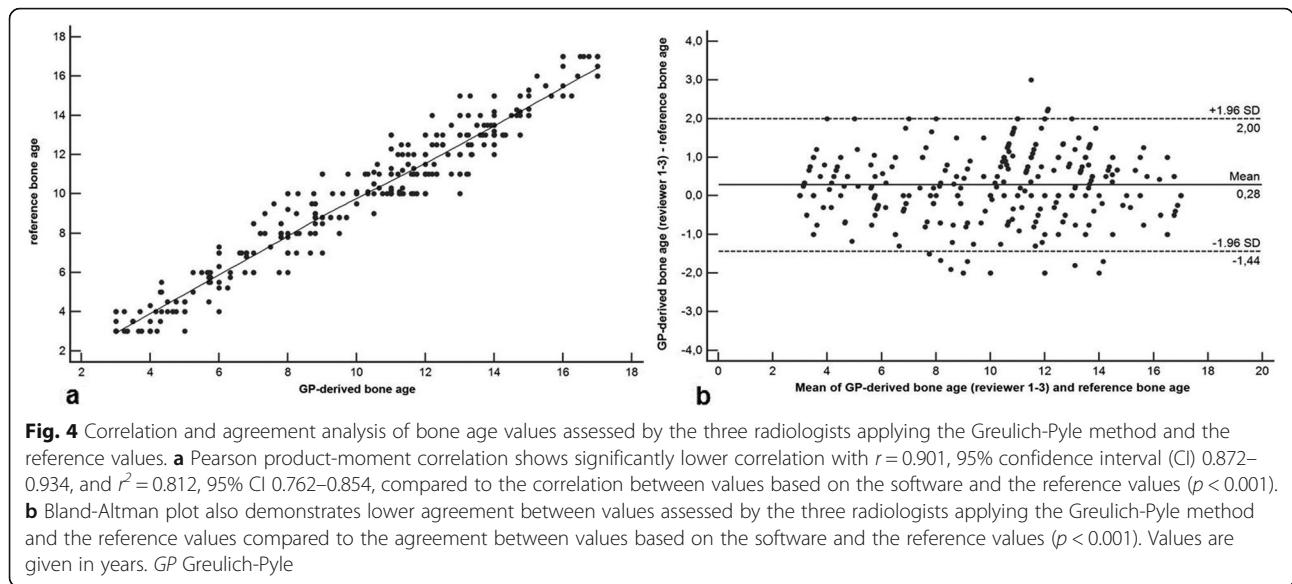 18
16
14
12
10
8
6
4
2
reference bone age
2 4 6 8 10 12 14 16 18
GP-derived bone age
a
4,0
3,0
2,0
1,0
0,0
-1,0
-2,0
-3,0
-4,0
GP-derived bone age (reviewer 1-3) - reference bone age
+1.96 SD
2,00
Mean
0,28
-1.96 SD
-1,44
0 2 4 6 8 10 12 14 16 18 20
Mean of GP-derived bone age (reviewer 1-3) and reference bone age
b
Fig. 4 Correlation and agreement analysis of bone age values assessed by the three radiologists applying the Greulich-Pyle method and the
reference values. a Pearson product-moment correlation shows significantly lower correlation with r = 0.901, 95% confidence interval (CI) 0.872–
0.934, and r² = 0.812, 95% CI 0.762–0.854, compared to the correlation between values based on the software and the reference values (p < 0.001).
b Bland-Altman plot also demonstrates lower agreement between values assessed by the three radiologists applying the Greulich-Pyle method
and the reference values compared to the agreement between values based on the software and the reference values (p < 0.001). Values are
given in years. GP Greulich-Pyle